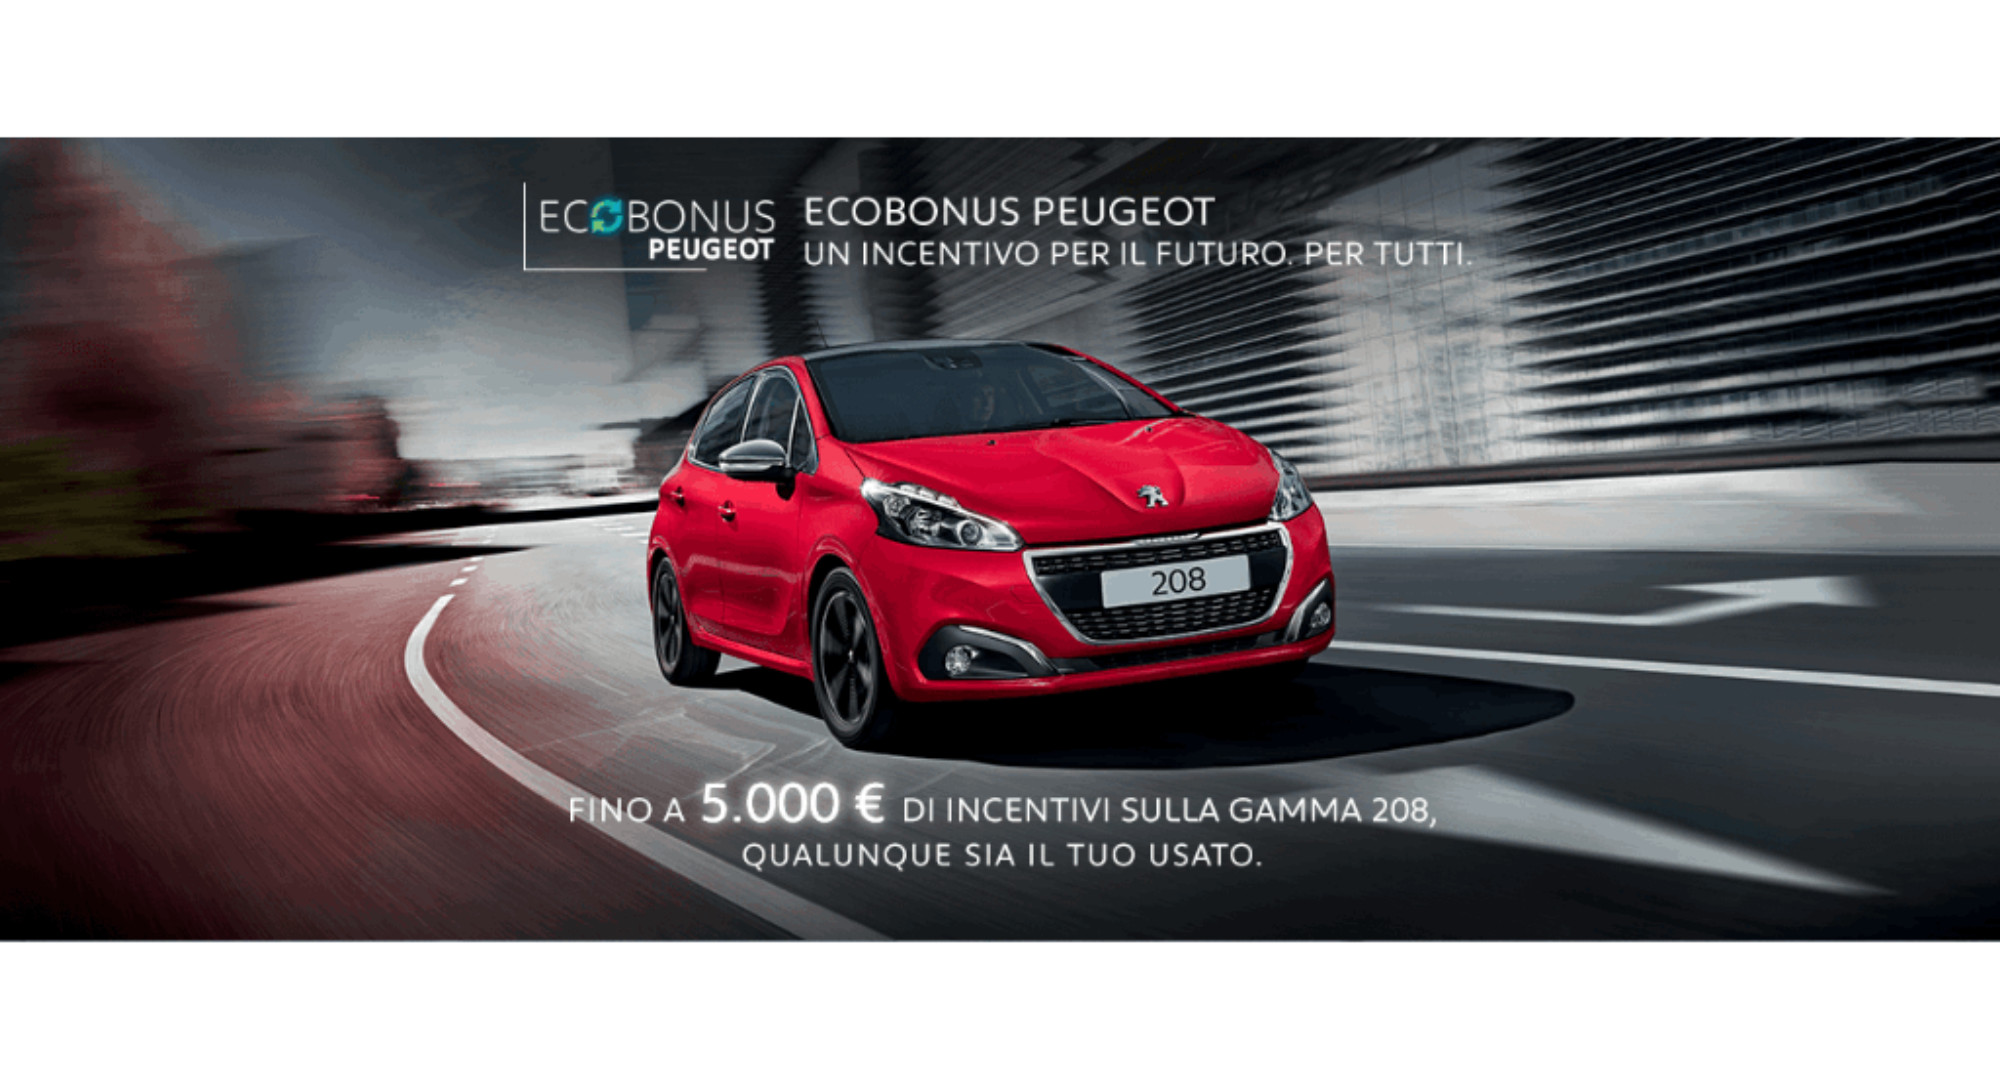 ECOBONUS
PEUGEOT
ECOBONUS PEUGEOT
UN INCENTIVO PER IL FUTURO. PER TUTTI.
208
FINO A 5.000 € DI INCENTIVI SULLA GAMMA 208,
QUALUNQUE SIA IL TUO USATO.